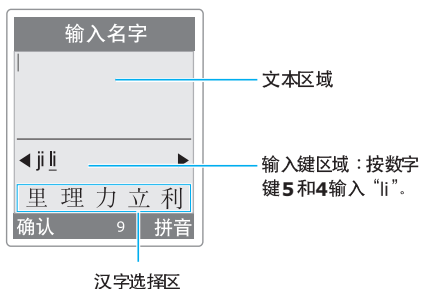 输入名字
文本区域
ji li
输入键区域：按数字
键5和4输入“li”。
里 理 力 立 利
确认 9 拼音
汉字选择区